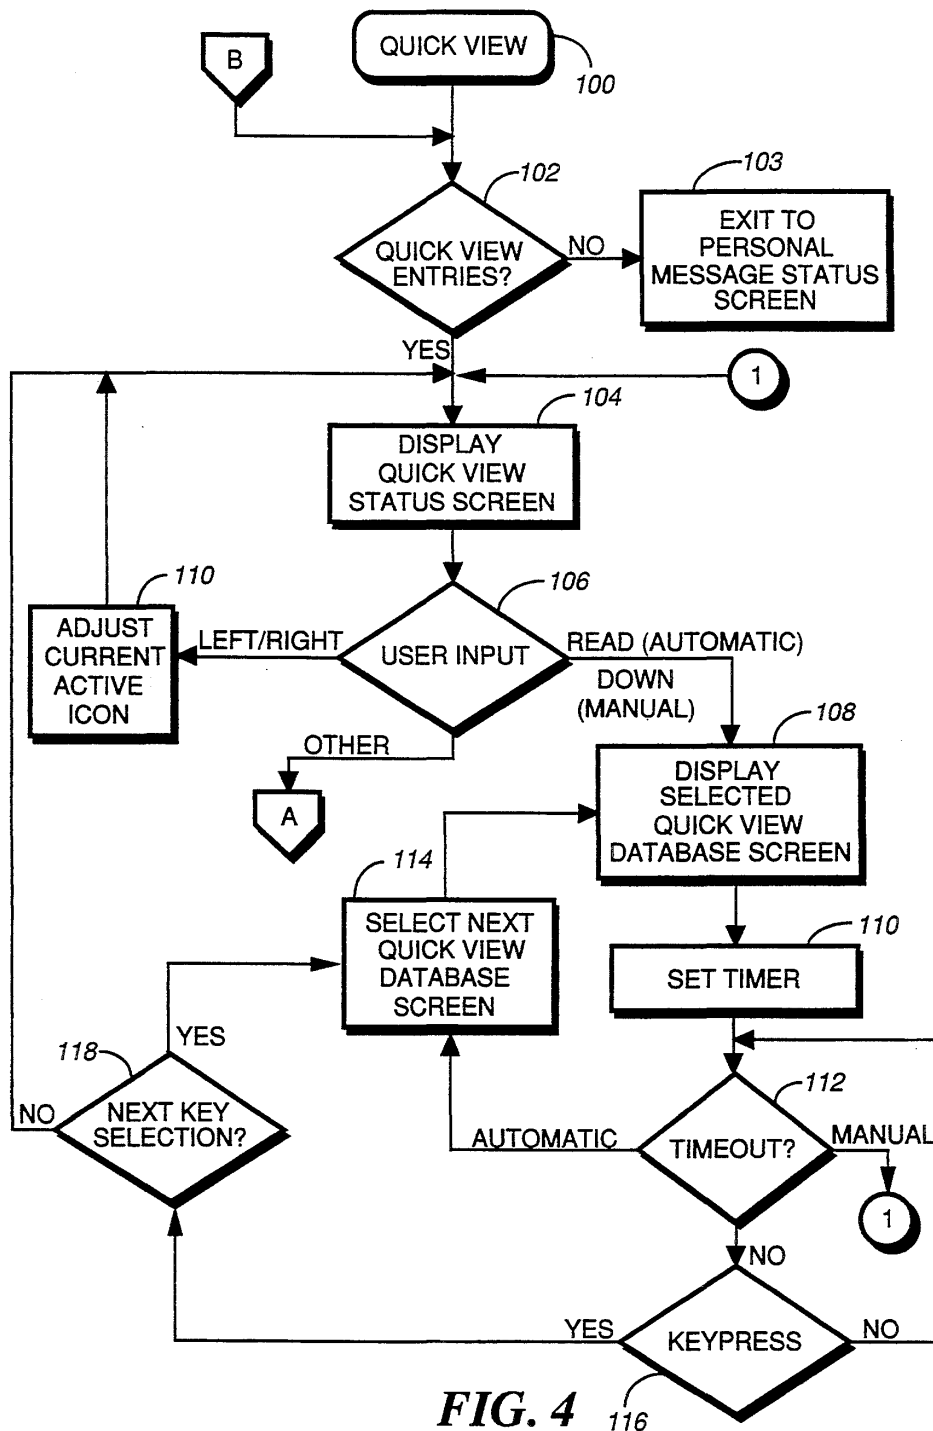 QUICK VIEW
100
B
102
QUICK VIEW
ENTRIES?
NO
103
EXIT TO
PERSONAL
MESSAGE STATUS
SCREEN
YES
1
104
DISPLAY
QUICK VIEW
STATUS SCREEN
106
USER INPUT
LEFT/RIGHT
110
ADJUST
CURRENT
ACTIVE
ICON
READ (AUTOMATIC)
DOWN
(MANUAL)
OTHER
A
108
DISPLAY
SELECTED
QUICK VIEW
DATABASE SCREEN
114
SELECT NEXT
QUICK VIEW
DATABASE
SCREEN
110
SET TIMER
112
TIMEOUT?
AUTOMATIC
MANUAL
1
NO
118
NEXT KEY
SELECTION?
YES
NO
KEYPRESS
YES
NO
116
FIG. 4